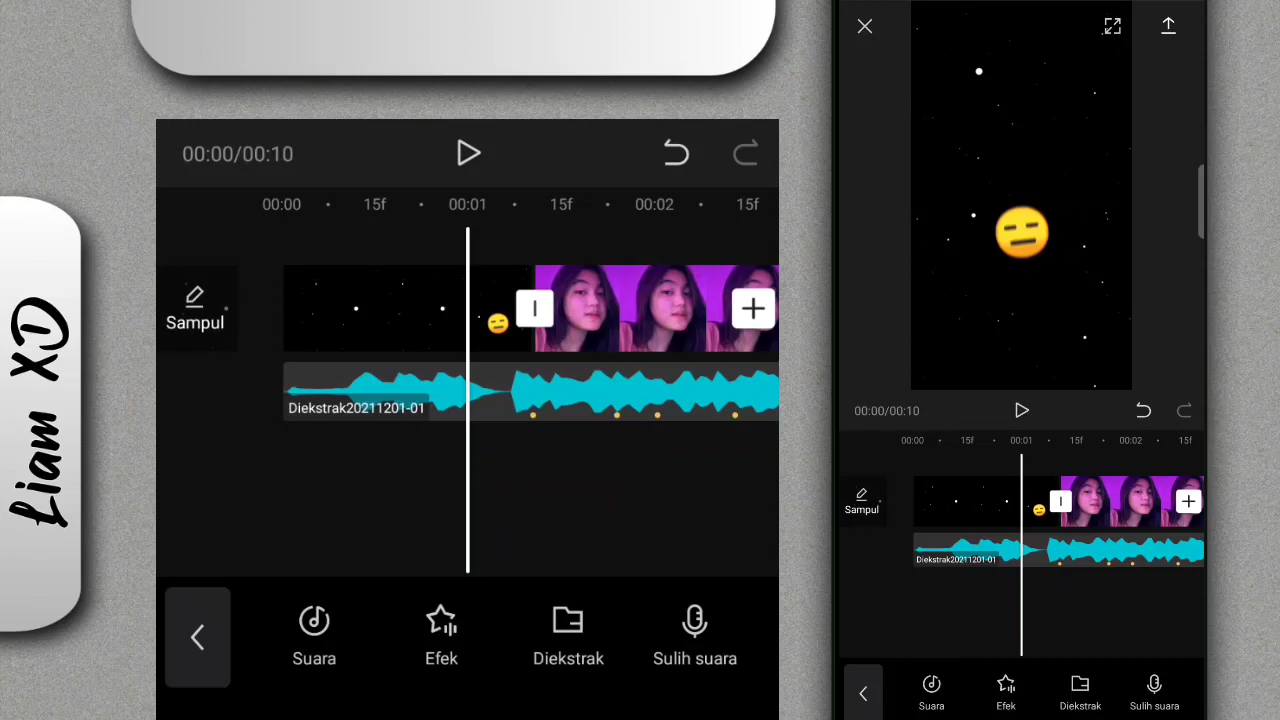 Liam XD
00:00/00:10
00:00 15f 00:01 15f 00:02 15f
Sampul
Diekstrak20211201-01
Suara Efek Diekstrak Sulih suara
00:00/00:10
00:00 15f 00:01 15f 00:02 15f
Sampul
Diekstrak20211201-01
Suara Efek Diekstrak Sulih suara